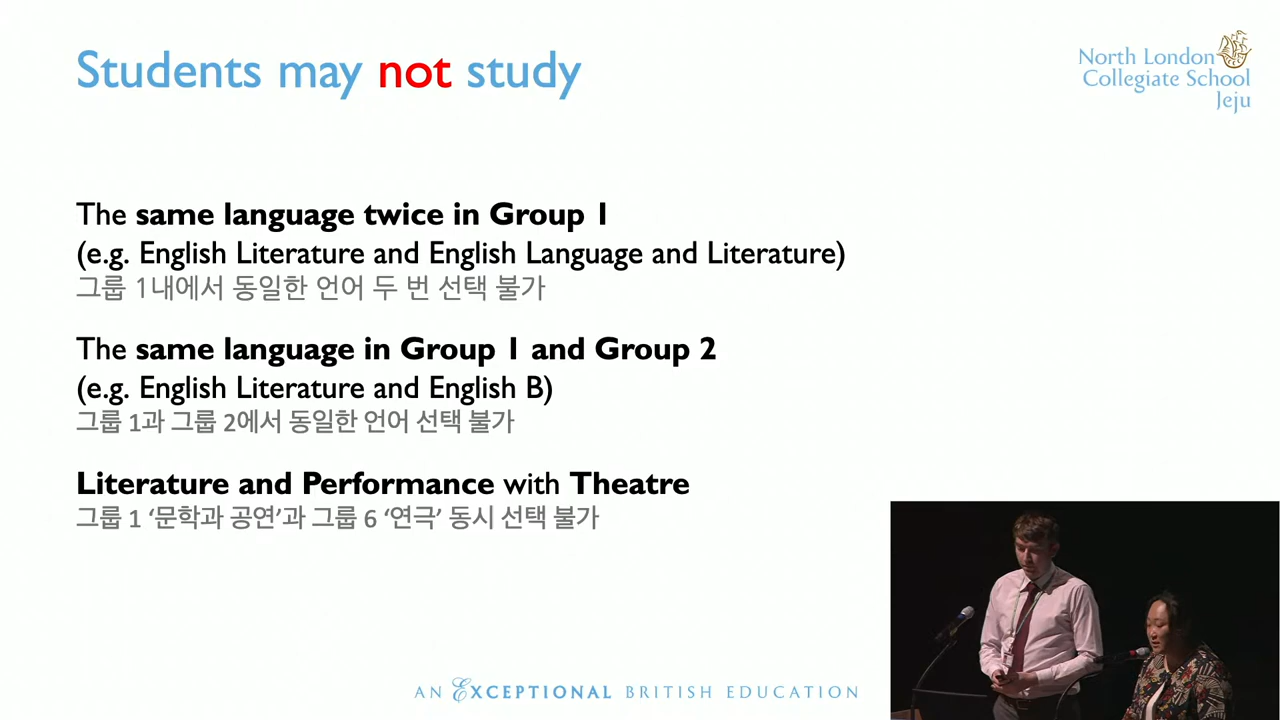 Students may not study
North London
Collegiate School
Jeju
The same language twice in Group 1
(e.g. English Literature and English Language and Literature)
그룹 1내에서 동일한 언어 두 번 선택 불가
The same language in Group 1 and Group 2
(e.g. English Literature and English B)
그룹 1과 그룹 2에서 동일한 언어 선택 불가
Literature and Performance with Theatre
그룹 1 ‘문학과 공연’과 그룹 6 ‘연극’ 동시 선택 불가
AN EXCEPTIONAL BRITISH EDUCATION